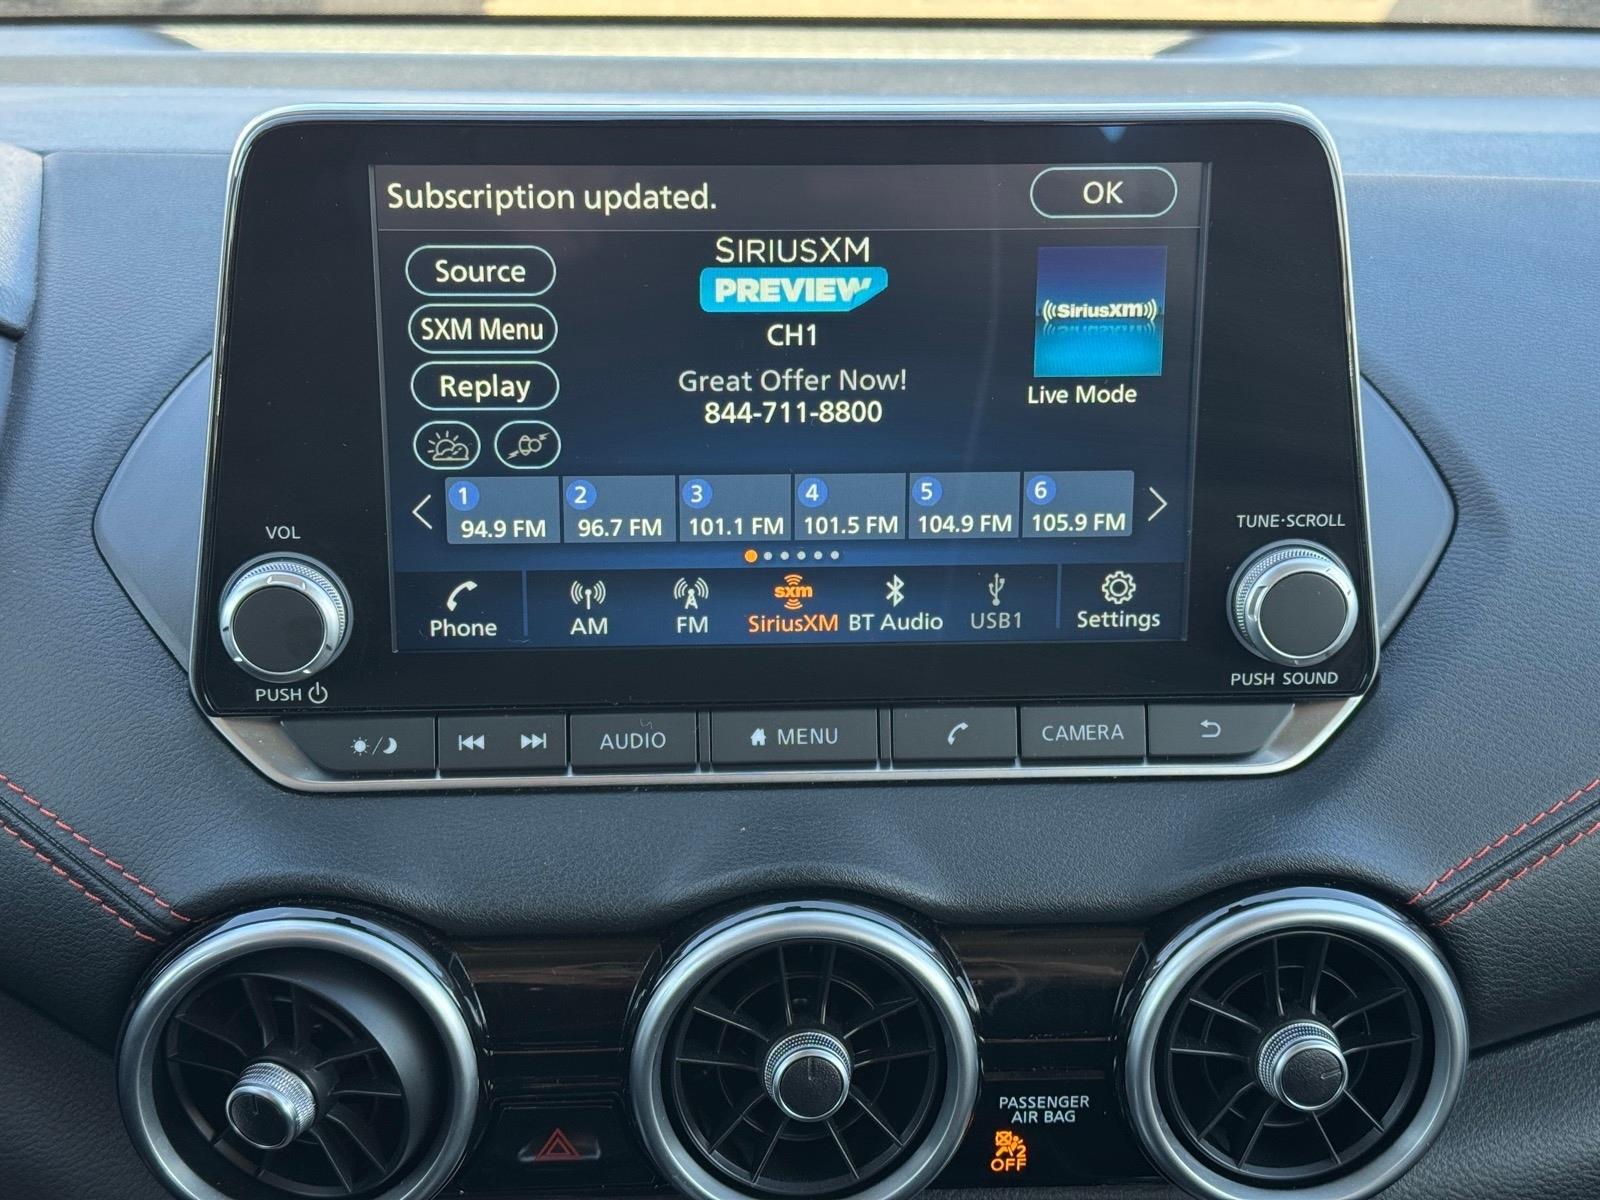 Subscription updated.
OK
Source
SXM Menu
Replay
SIRIUSXM
PREVIEW
CH1
Great Offer Now!
844-711-8800
((SiriusXM))
Live Mode
1 94.9 FM
2 96.7 FM
3 101.1 FM
4 101.5 FM
5 104.9 FM
6 105.9 FM
Phone
AM
FM
sxm
SiriusXM
BT Audio
USB1
Settings
VOL
PUSH
TUNE·SCROLL
PUSH SOUND
AUDIO
MENU
CAMERA
PASSENGER
AIR BAG
2
OFF